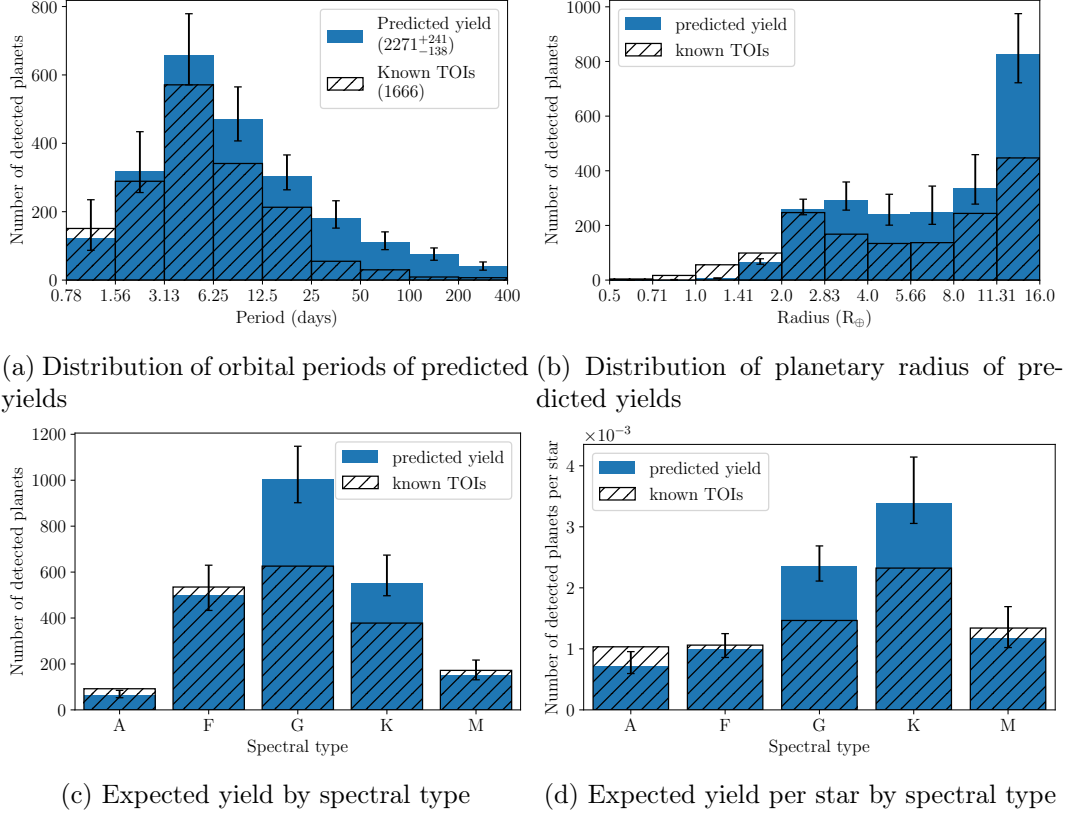 800
600
400
200
0
Number of detected planets
Predicted yield
(2271+241
−138)
Known TOIs
(1666)
0.78 1.56 3.13 6.25 12.5 25 50 100 200 400
Period (days)
(a) Distribution of orbital periods of predicted
yields
1000
800
600
400
200
0
Number of detected planets
predicted yield
known TOIs
0.5 0.71 1.0 1.41 2.0 2.83 4.0 5.66 8.0 11.31 16.0
Radius (R⊕)
(b) Distribution of planetary radius of pre-
dicted yields
1200
1000
800
600
400
200
0
Number of detected planets
predicted yield
known TOIs
A F G K M
Spectral type
(c) Expected yield by spectral type
×10−3
4
3
2
1
0
Number of detected planets per star
predicted yield
known TOIs
A F G K M
Spectral type
(d) Expected yield per star by spectral type